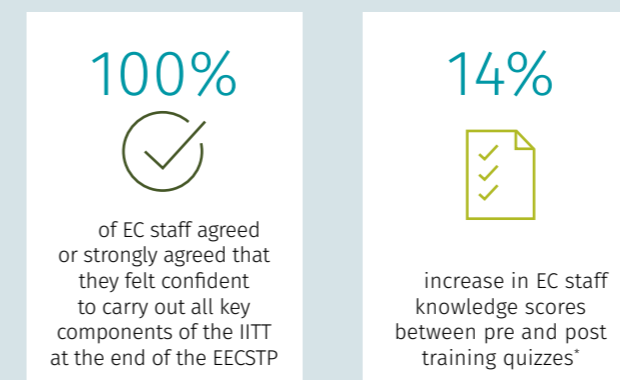 100%
of EC staff agreed
or strongly agreed that
they felt confident
to carry out all key
components of the IITT
at the end of the EECSTP
14%
increase in EC staff
knowledge scores
between pre and post
training quizzes*